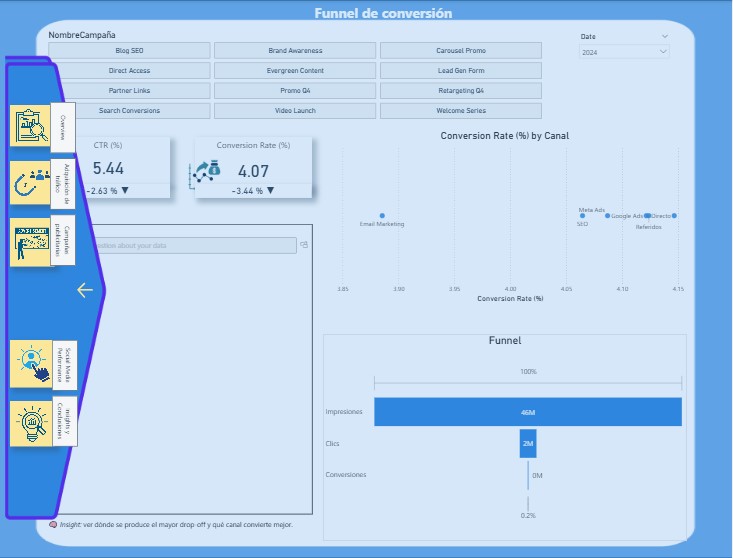 Funnel de conversión
NombreCampaña
Blog SEO
Brand Awareness
Carousel Promo
Direct Access
Evergreen Content
Lead Gen Form
Partner Links
Promo Q4
Retargeting Q4
Search Conversions
Video Launch
Welcome Series
Date
2024
Overview
Adquisición de tráfico
Campañas publicitarias
Social Media Performance
Insights y Conclusiones
CTR (%)
5.44
-2.63 % ▼
Conversion Rate (%)
4.07
-3.44 % ▼
Conversion Rate (%) by Canal
Email Marketing
Meta Ads
SEO
Google Ads
Directo
Referidos
3.85
3.90
3.95
4.00
4.05
4.10
4.15
Conversion Rate (%)
about your data
Funnel
100%
Impresiones
46M
Clics
2M
Conversiones
0M
0.2%
Insight: ver dónde se produce el mayor drop-off y qué canal convierte mejor.